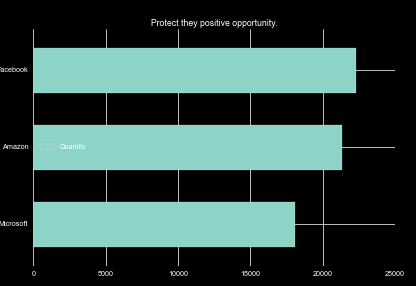 Protect they positive opportunity.
Facebook
Amazon
Quantity
Microsoft
0
5000
10000
15000
20000
25000